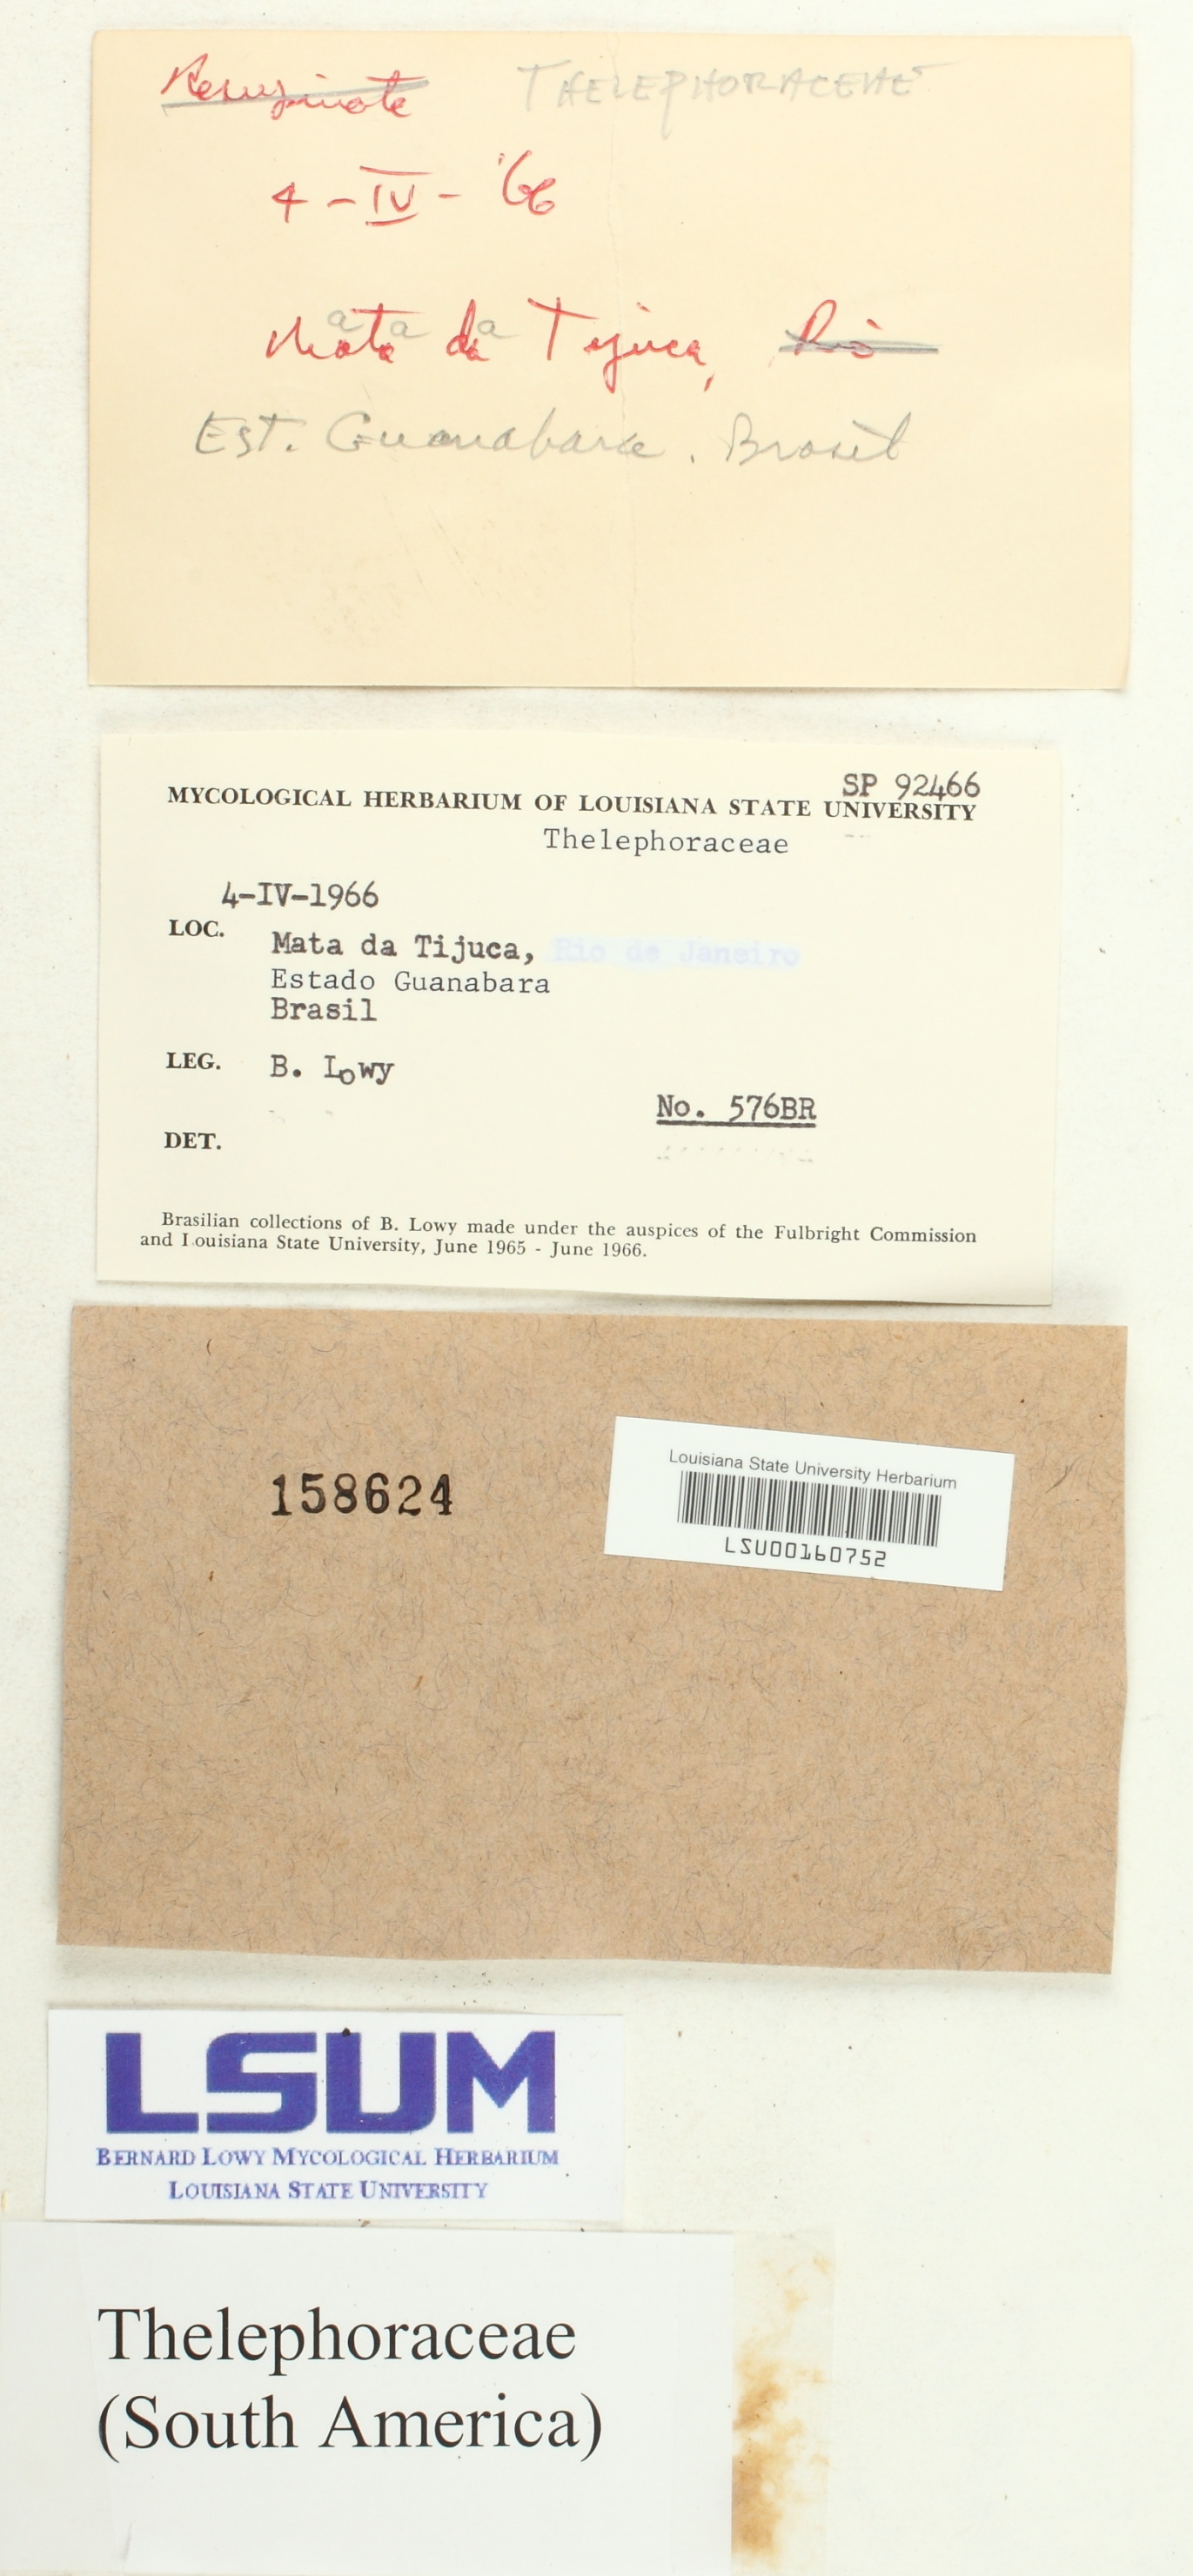 Resupinate THELEPHORACEAE
4 - IV - '66
Mata da Tijuca, Rio
Est. Guanabara. Brasil
SP 92466
MYCOLOGICAL HERBARIUM OF LOUISIANA STATE UNIVERSITY
Thelephoraceae
4-IV-1966
LOC. Mata da Tijuca, Rio de Janeiro
Estado Guanabara
Brasil
LEG. B. Lowy
No. 576BR
DET.
Brasilian collections of B. Lowy made under the auspices of the Fulbright Commission
and Louisiana State University, June 1965 - June 1966.
158624
Louisiana State University Herbarium
LSU00160752
LSUM
BERNARD LOWY MYCOLOGICAL HERBARIUM
LOUISIANA STATE UNIVERSITY
Thelephoraceae
(South America)